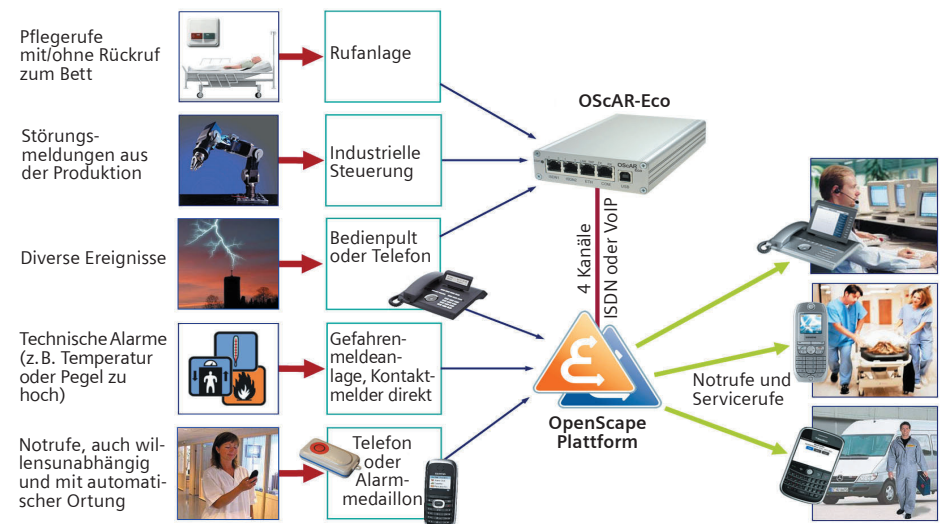 Pflegerufe
mit/ohne Rückruf
zum Bett
Rufanlage
OScAR-Eco
Störungs-
meldungen aus
der Produktion
Industrielle
Steuerung
OScAR
Diverse Ereignisse
Bedienpult
oder Telefon
4 Kanäle
ISDN oder VoIP
Technische Alarme
(z. B. Temperatur
oder Pegel zu
hoch)
Gefahren-
meldean-
lage, Kontakt-
melder direkt
Notrufe und
Servicerufe
OpenScape
Plattform
Notrufe, auch wil-
lensunabhängig
und mit automati-
scher Ortung
Telefon
oder
Alarm-
medaillon